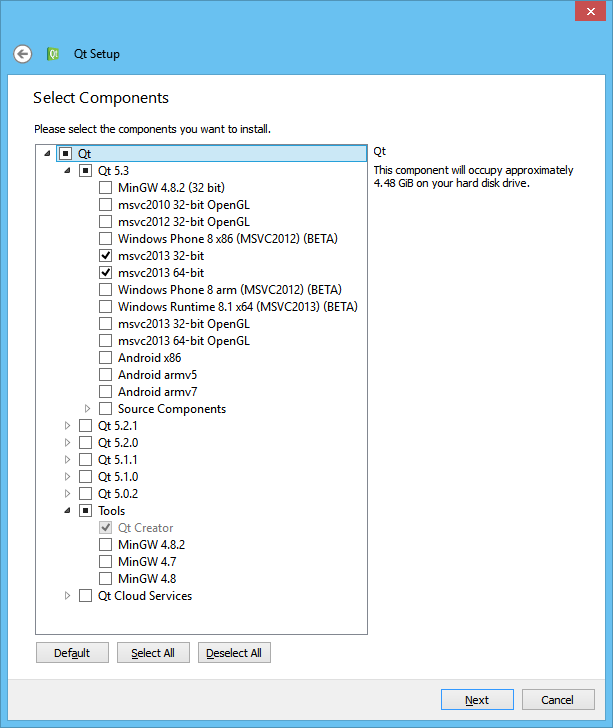 Qt Setup
Select Components
Please select the components you want to install.
Qt
Qt 5.3
MinGW 4.8.2 (32 bit)
msvc2010 32-bit OpenGL
msvc2012 32-bit OpenGL
Windows Phone 8 x86 (MSVC2012) (BETA)
msvc2013 32-bit
msvc2013 64-bit
Windows Phone 8 arm (MSVC2012) (BETA)
Windows Runtime 8.1 x64 (MSVC2013) (BETA)
msvc2013 32-bit OpenGL
msvc2013 64-bit OpenGL
Android x86
Android armv5
Android armv7
Source Components
Qt 5.2.1
Qt 5.2.0
Qt 5.1.1
Qt 5.1.0
Qt 5.0.2
Tools
Qt Creator
MinGW 4.8.2
MinGW 4.7
MinGW 4.8
Qt Cloud Services
Qt
This component will occupy approximately
4.48 GiB on your hard disk drive.
Default
Select All
Deselect All
Next
Cancel